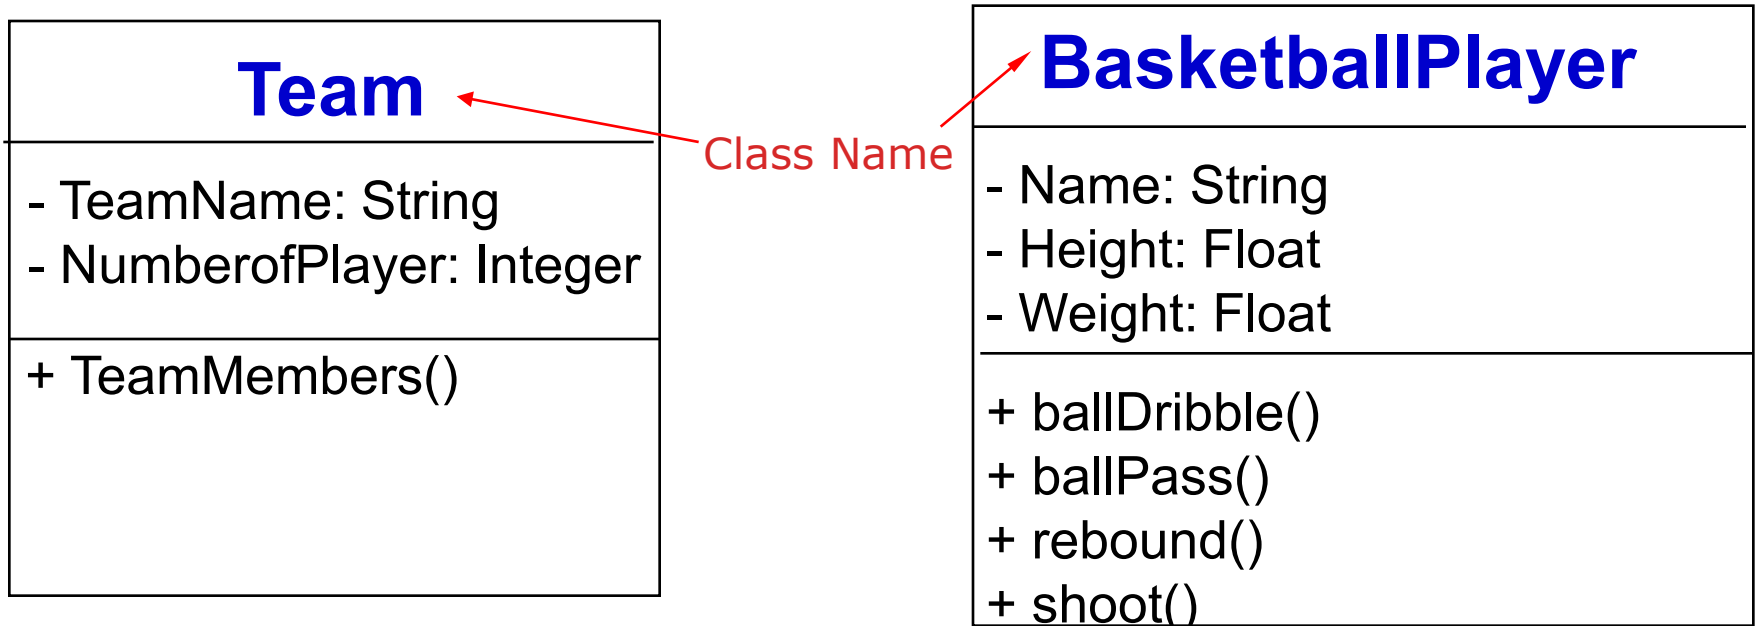 Team
- TeamName: String
- NumberofPlayer: Integer
+ TeamMembers()
Class Name
BasketballPlayer
- Name: String
- Height: Float
- Weight: Float
+ ballDribble()
+ ballPass()
+ rebound()
+ shoot()